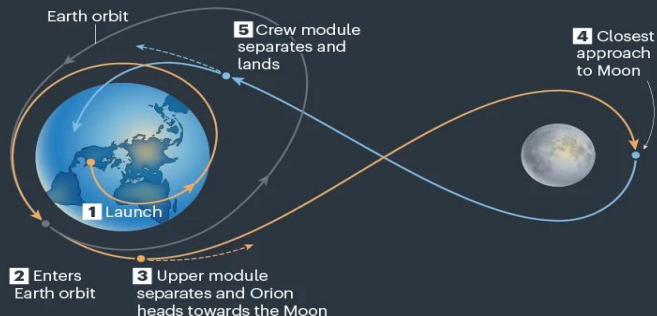 Earth orbit
5 Crew module
separates and
lands
4 Closest
approach
to Moon
1 Launch
2 Enters
Earth orbit
3 Upper module
separates and Orion
heads towards the Moon